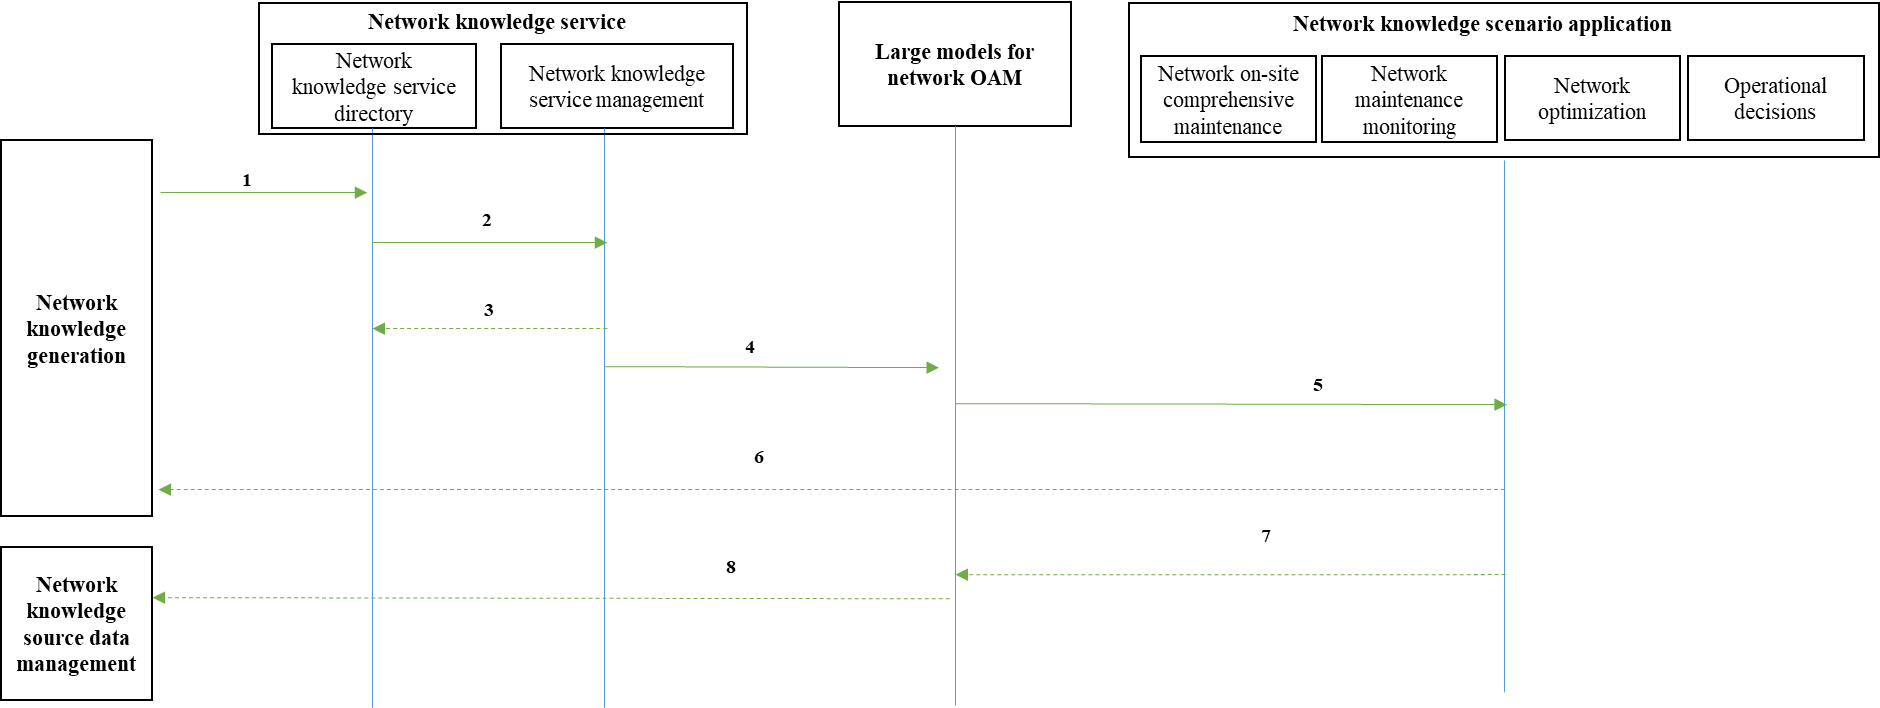 Network knowledge service
Network
knowledge service
directory
Network knowledge
service management
Large models for
network OAM
Network knowledge scenario application
Network on-site
comprehensive
maintenance
Network
maintenance
monitoring
Network
optimization
Operational
decisions
Network
knowledge
generation
1
2
3
4
5
6
7
8
Network
knowledge
source data
management